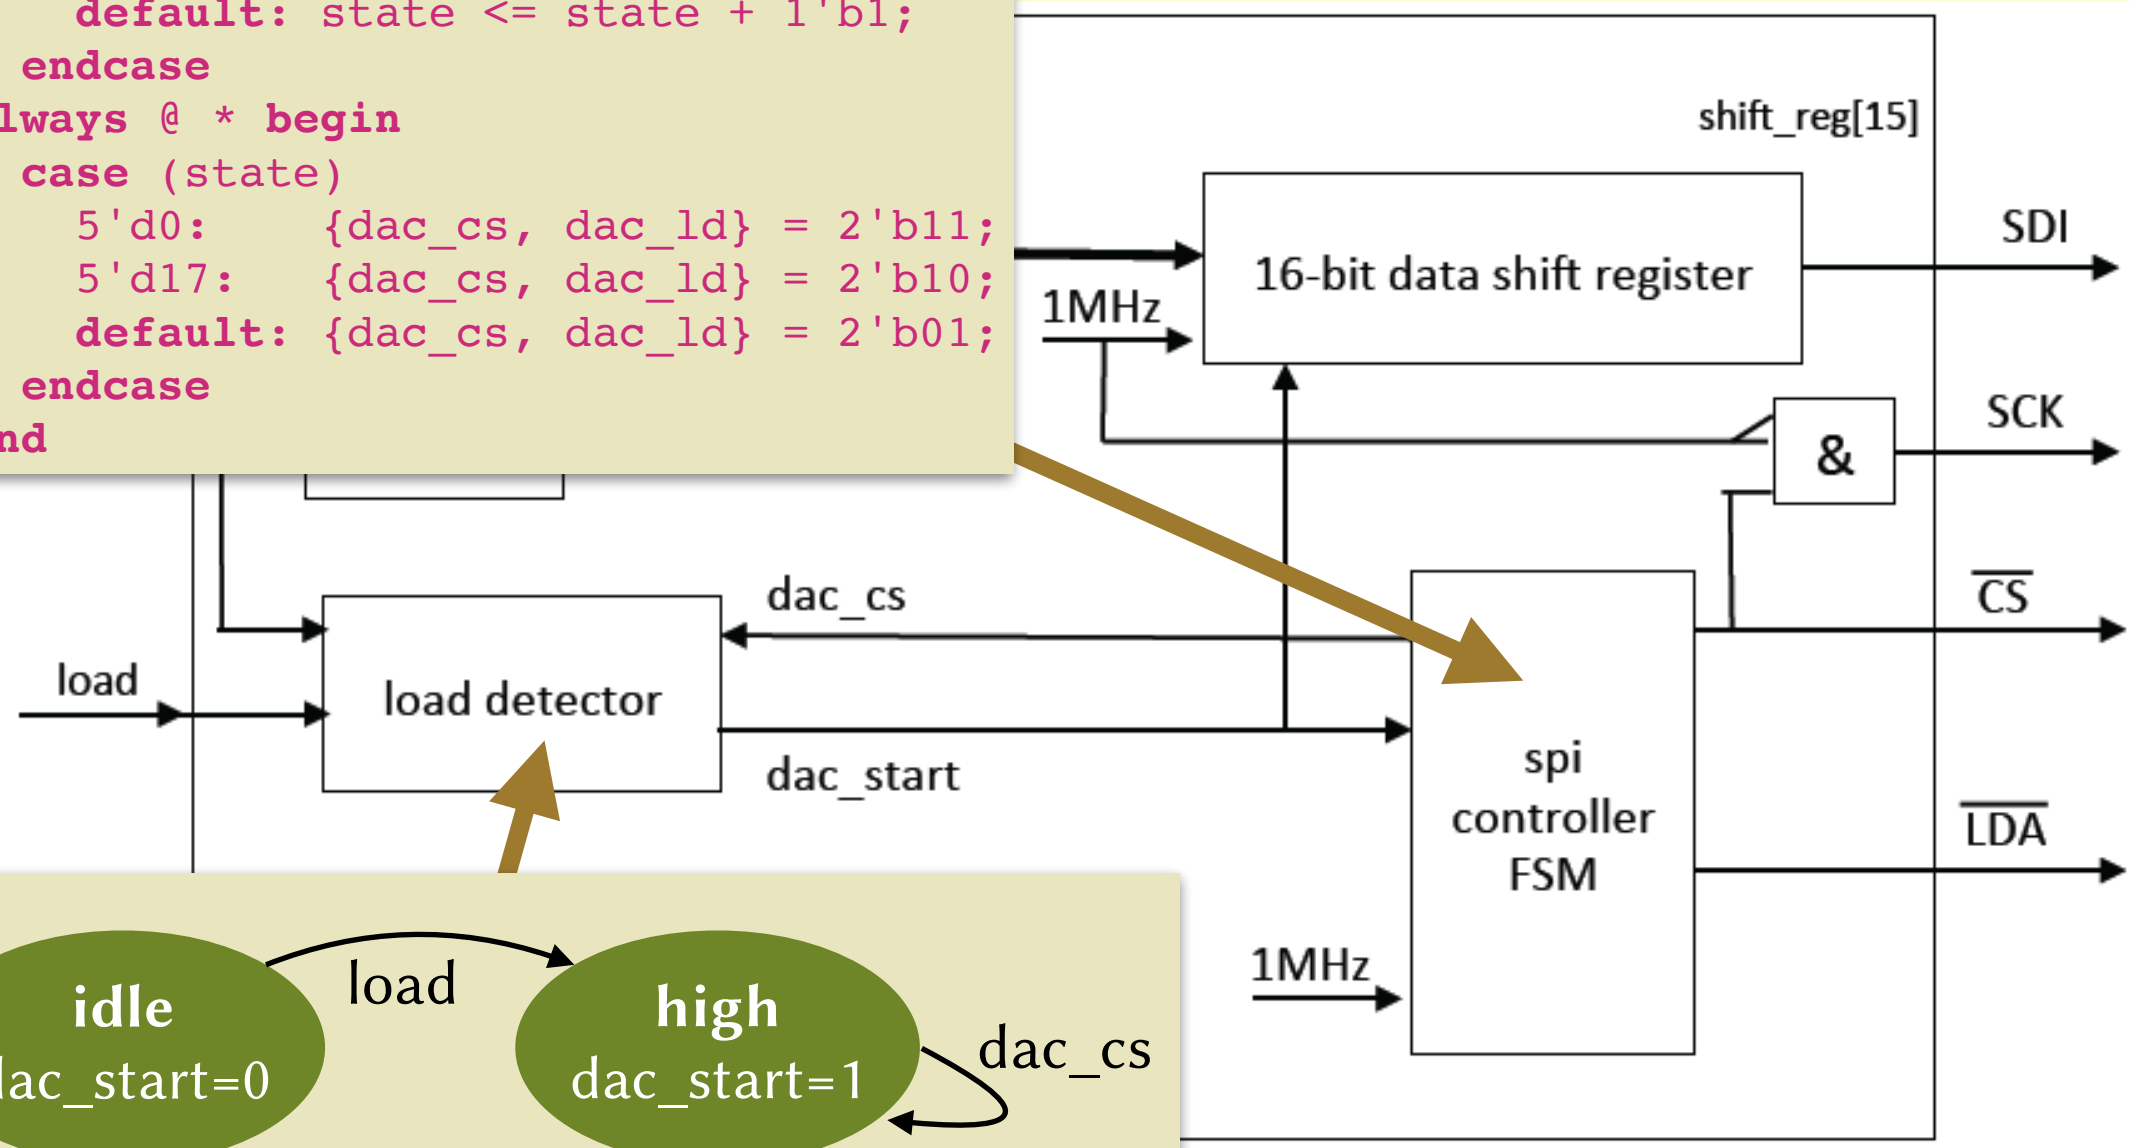 default: state <= state + 1'b1;
endcase
lways @ * begin
case (state)
5'd0: {dac_cs, dac_ld} = 2'b11;
5'd17: {dac_cs, dac_ld} = 2'b10;
default: {dac_cs, dac_ld} = 2'b01;
endcase
nd
shift_reg[15]
16-bit data shift register
1MHz
SDI
SCK
&
dac_cs
CS
load
load detector
dac_start
spi
controller
FSM
LDA
1MHz
idle
dac_start=0
load
high
dac_start=1
dac_cs